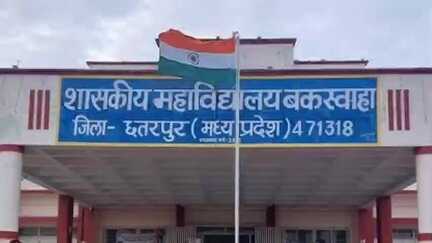 शासकीय महाविद्यालय बकस्वाहा
जिला- छतरपुर (मध्य प्रदेश) 471318